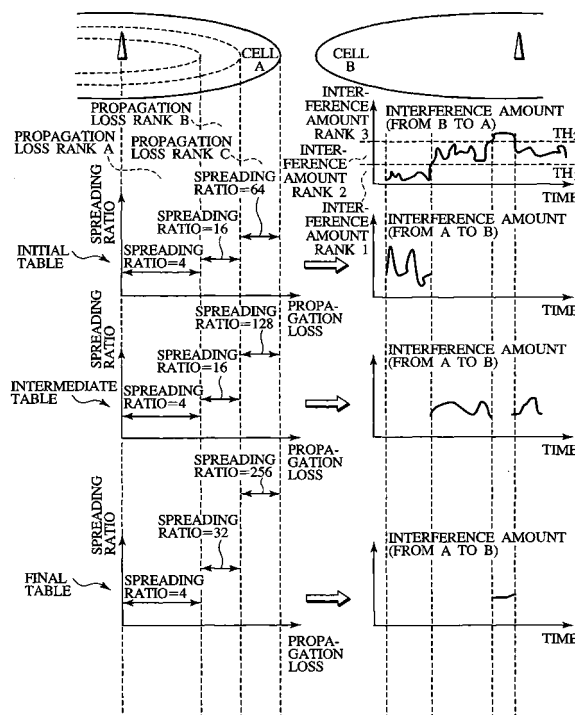 CELL
A
CELL
B
PROPAGATION
LOSS RANK B
PROPAGATION
LOSS RANK A
PROPAGATION
LOSS RANK C
SPREADING
RATIO=64
SPREADING
RATIO=16
SPREADING
RATIO=4
SPREADING RATIO
INITIAL
TABLE
PROPA-
GATION
LOSS
INTER-
FERENCE
AMOUNT
RANK 3
INTER-
FERENCE
AMOUNT
RANK 2
INTER-
FERENCE
AMOUNT
RANK 1
INTERFERENCE AMOUNT
(FROM B TO A)
TH
TH
TIME
INTERFERENCE AMOUNT
(FROM A TO B)
TIME
SPREADING
RATIO=128
SPREADING
RATIO=16
SPREADING
RATIO=4
SPREADING
RATIO
INTERMEDIATE
TABLE
PROPA-
GATION
LOSS
INTERFERENCE AMOUNT
(FROM A TO B)
TIME
SPREADING
RATIO=256
SPREADING
RATIO=32
SPREADING
RATIO=4
SPREADING
RATIO
FINAL
TABLE
PROPA-
GATION
LOSS
INTERFERENCE AMOUNT
(FROM A TO B)
TIME